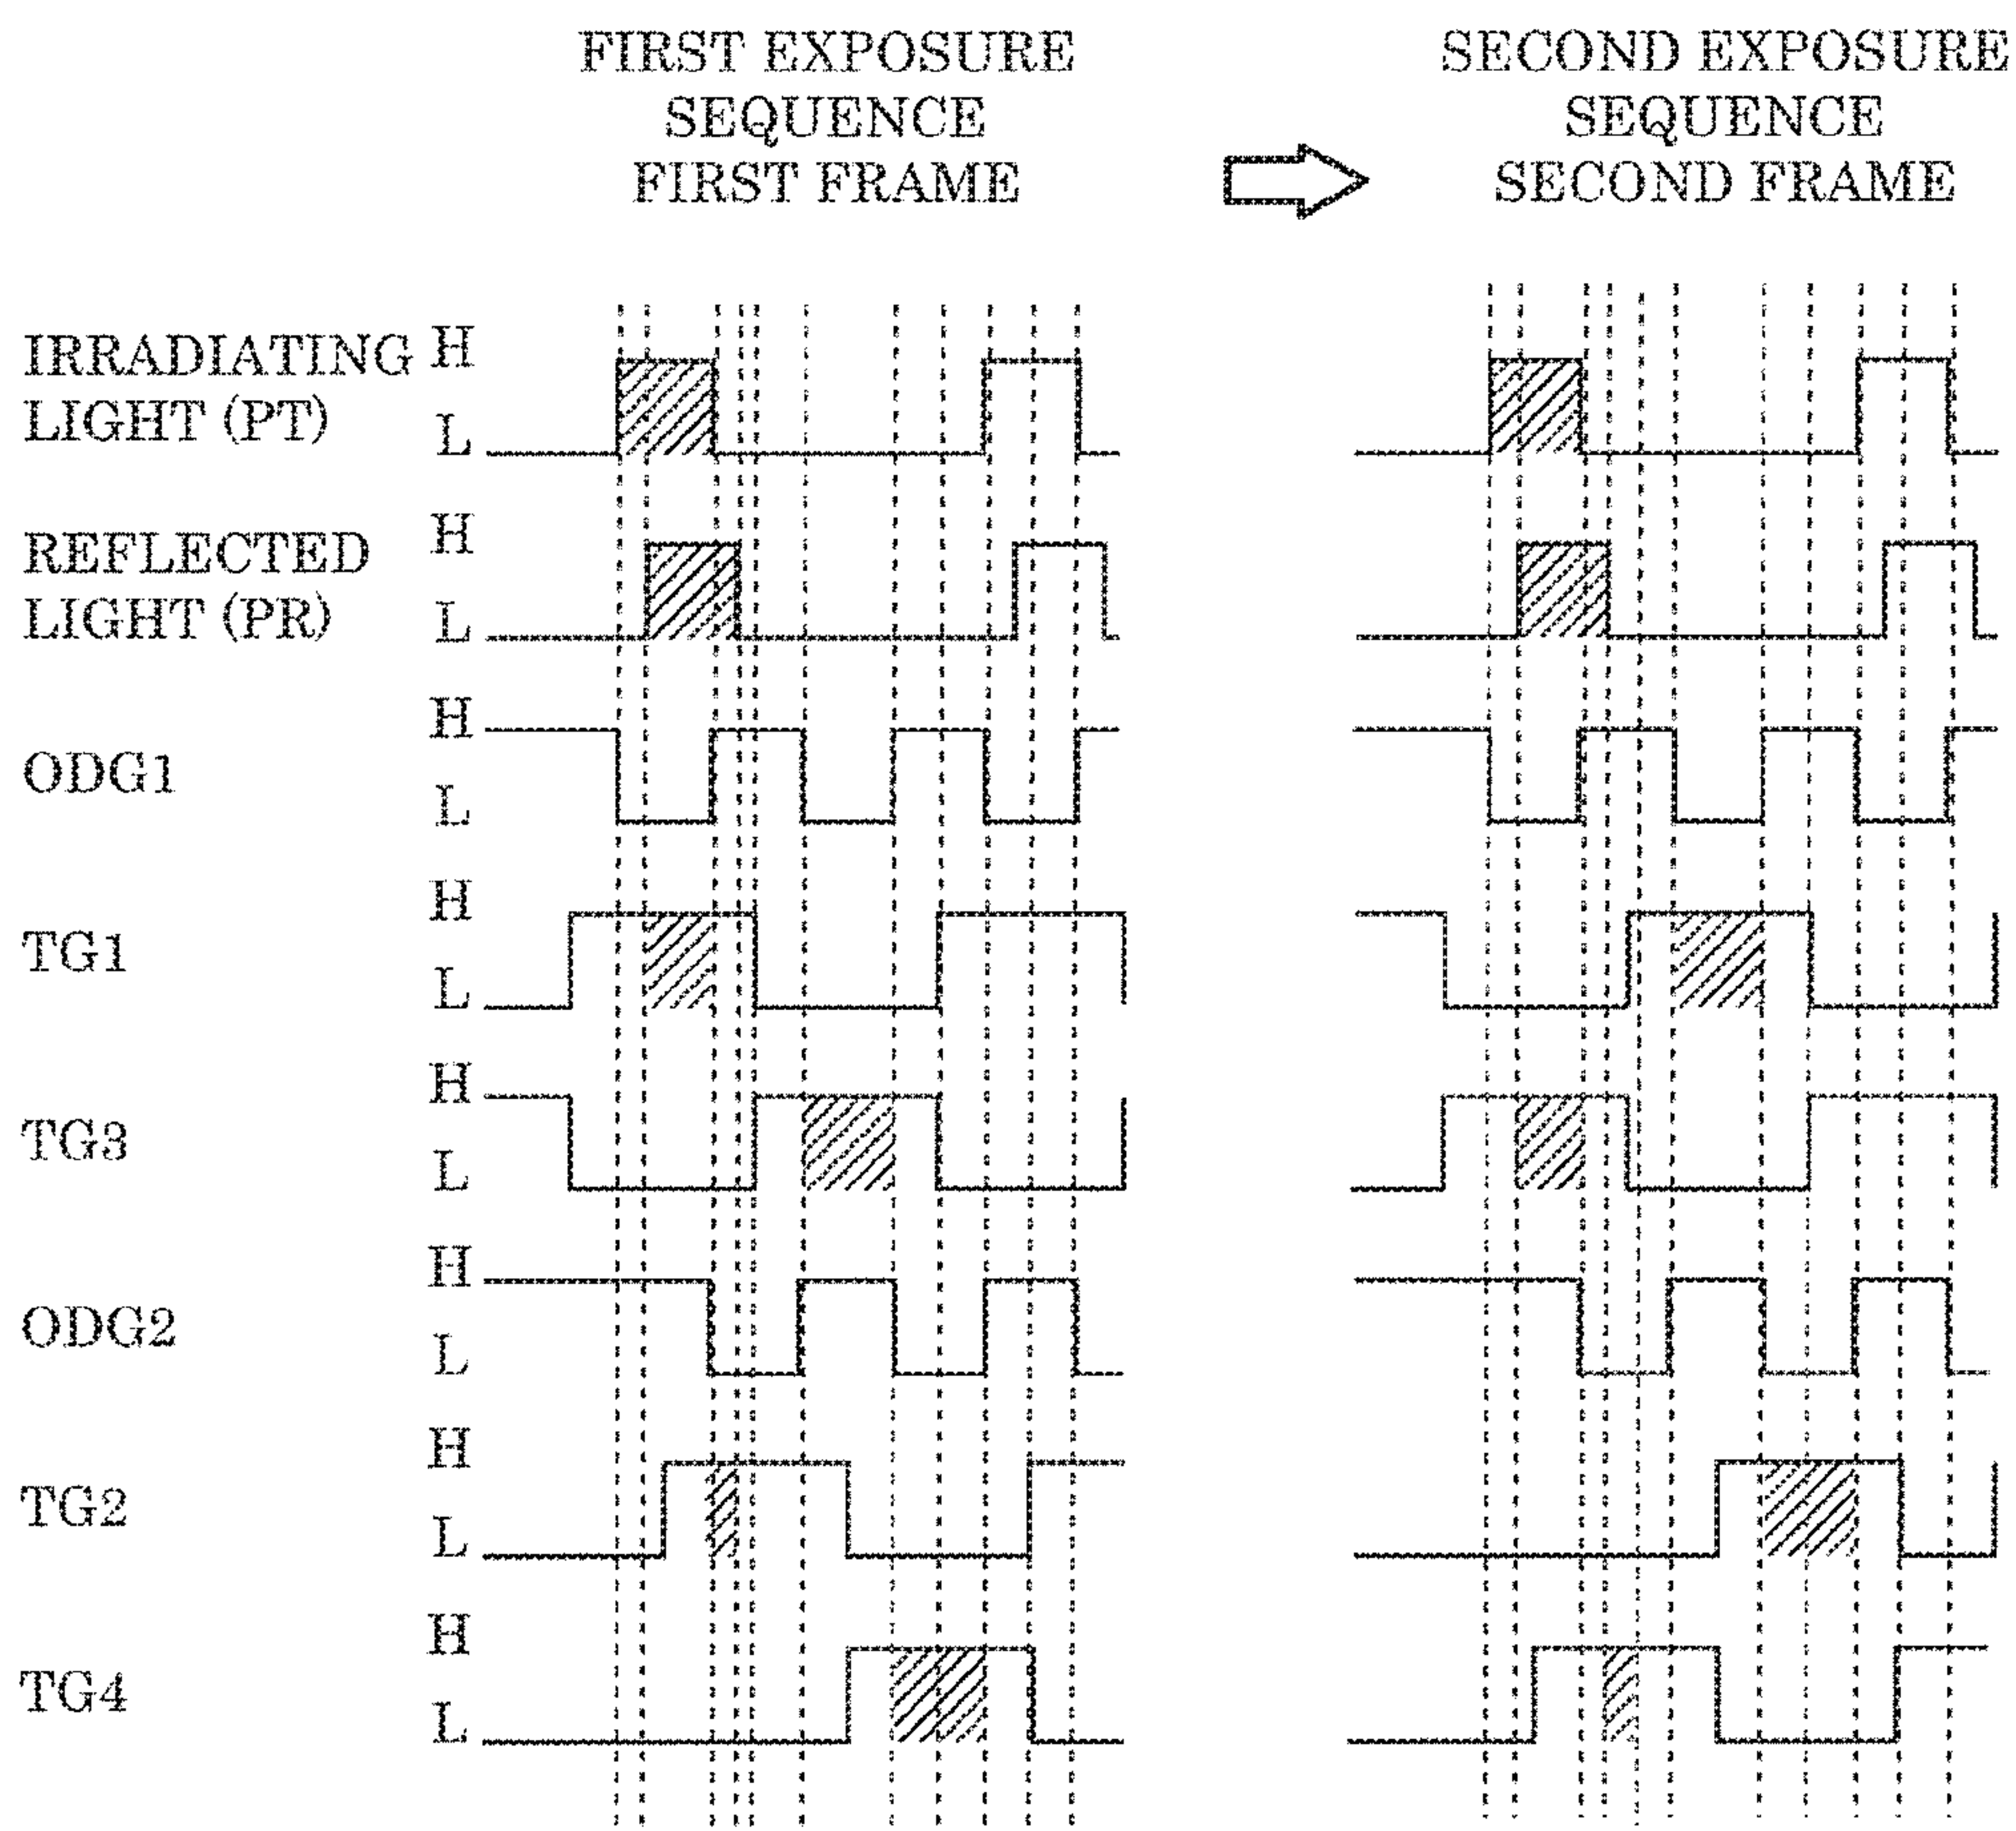 FIRST EXPOSURE
SEQUENCE
FIRST FRAME
SECOND EXPOSURE
SEQUENCE
SECOND FRAME
IRRADIATING
LIGHT (PT)
H
L
REFLECTED
LIGHT (PR)
H
L
ODG1
H
L
TG1
H
L
TG3
H
L
ODG2
H
L
TG2
H
L
TG4
H
L